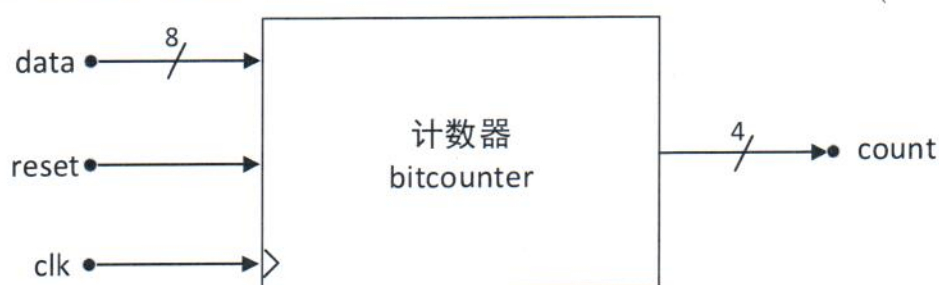 data
8
reset
clk
计数器
bitcounter
4
count